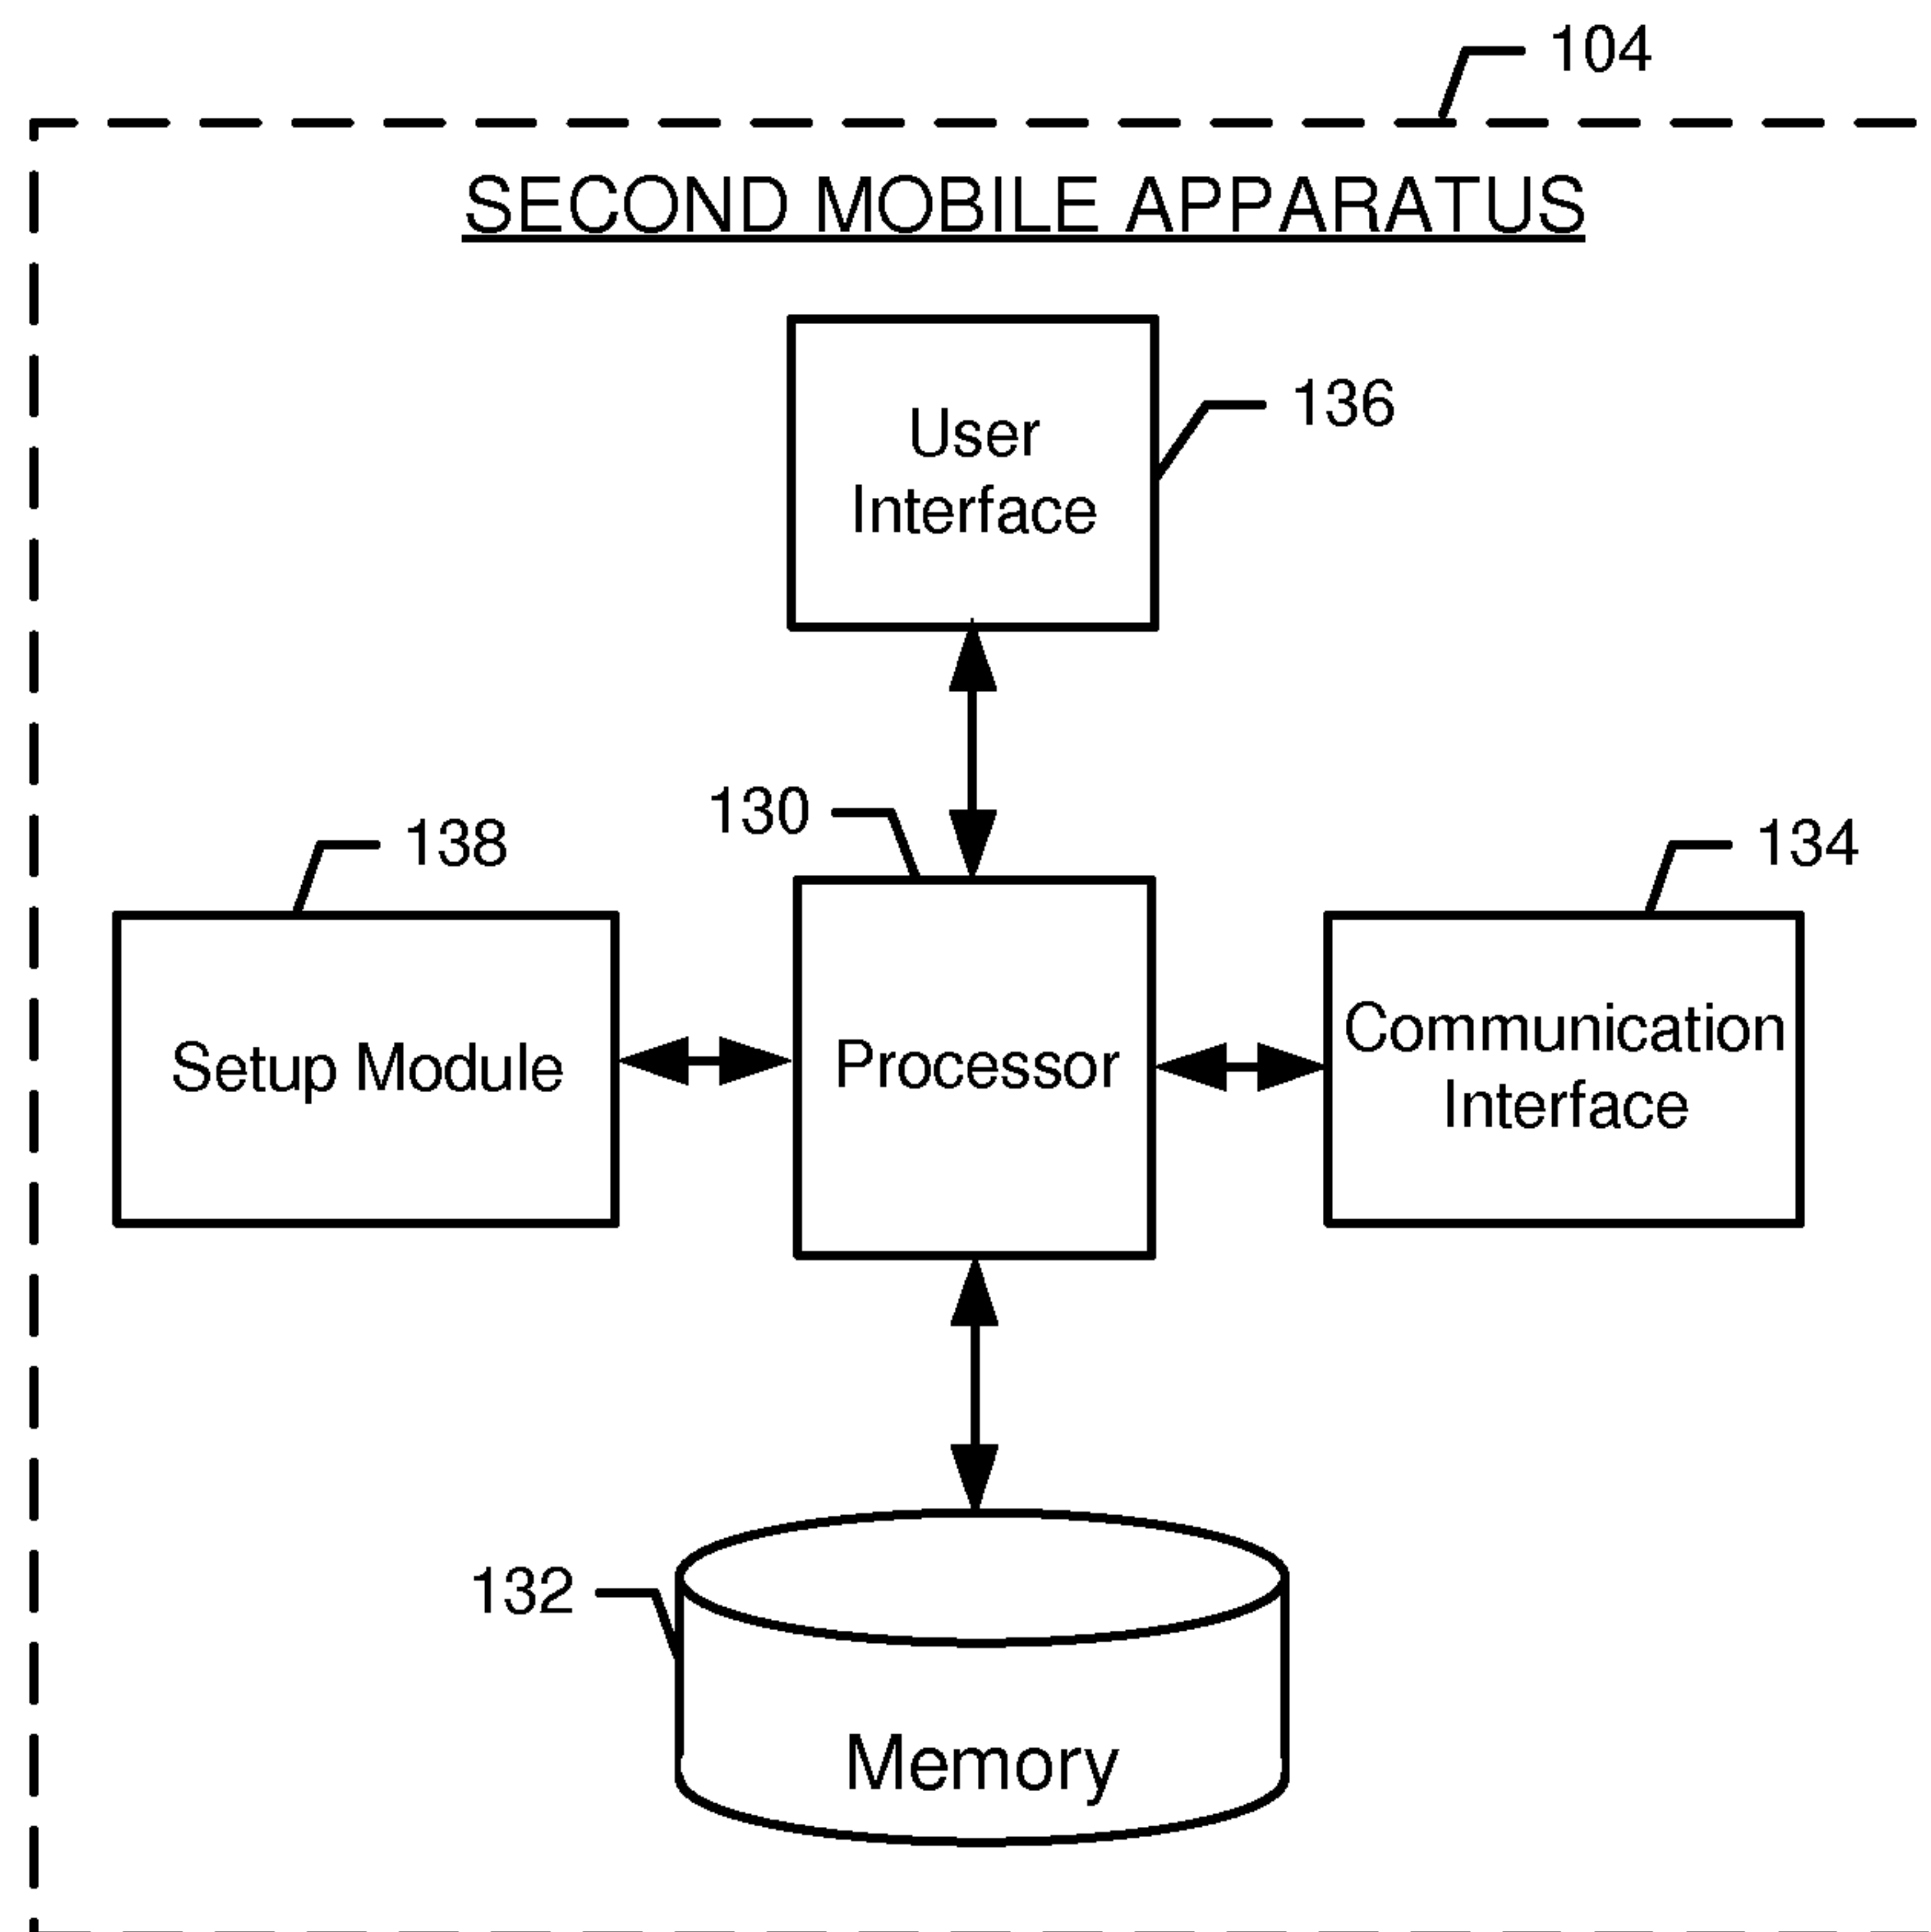 104
SECOND MOBILE APPARATUS
User
Interface
136
130
138
134
Setup Module
Processor
Communication
Interface
132
Memory